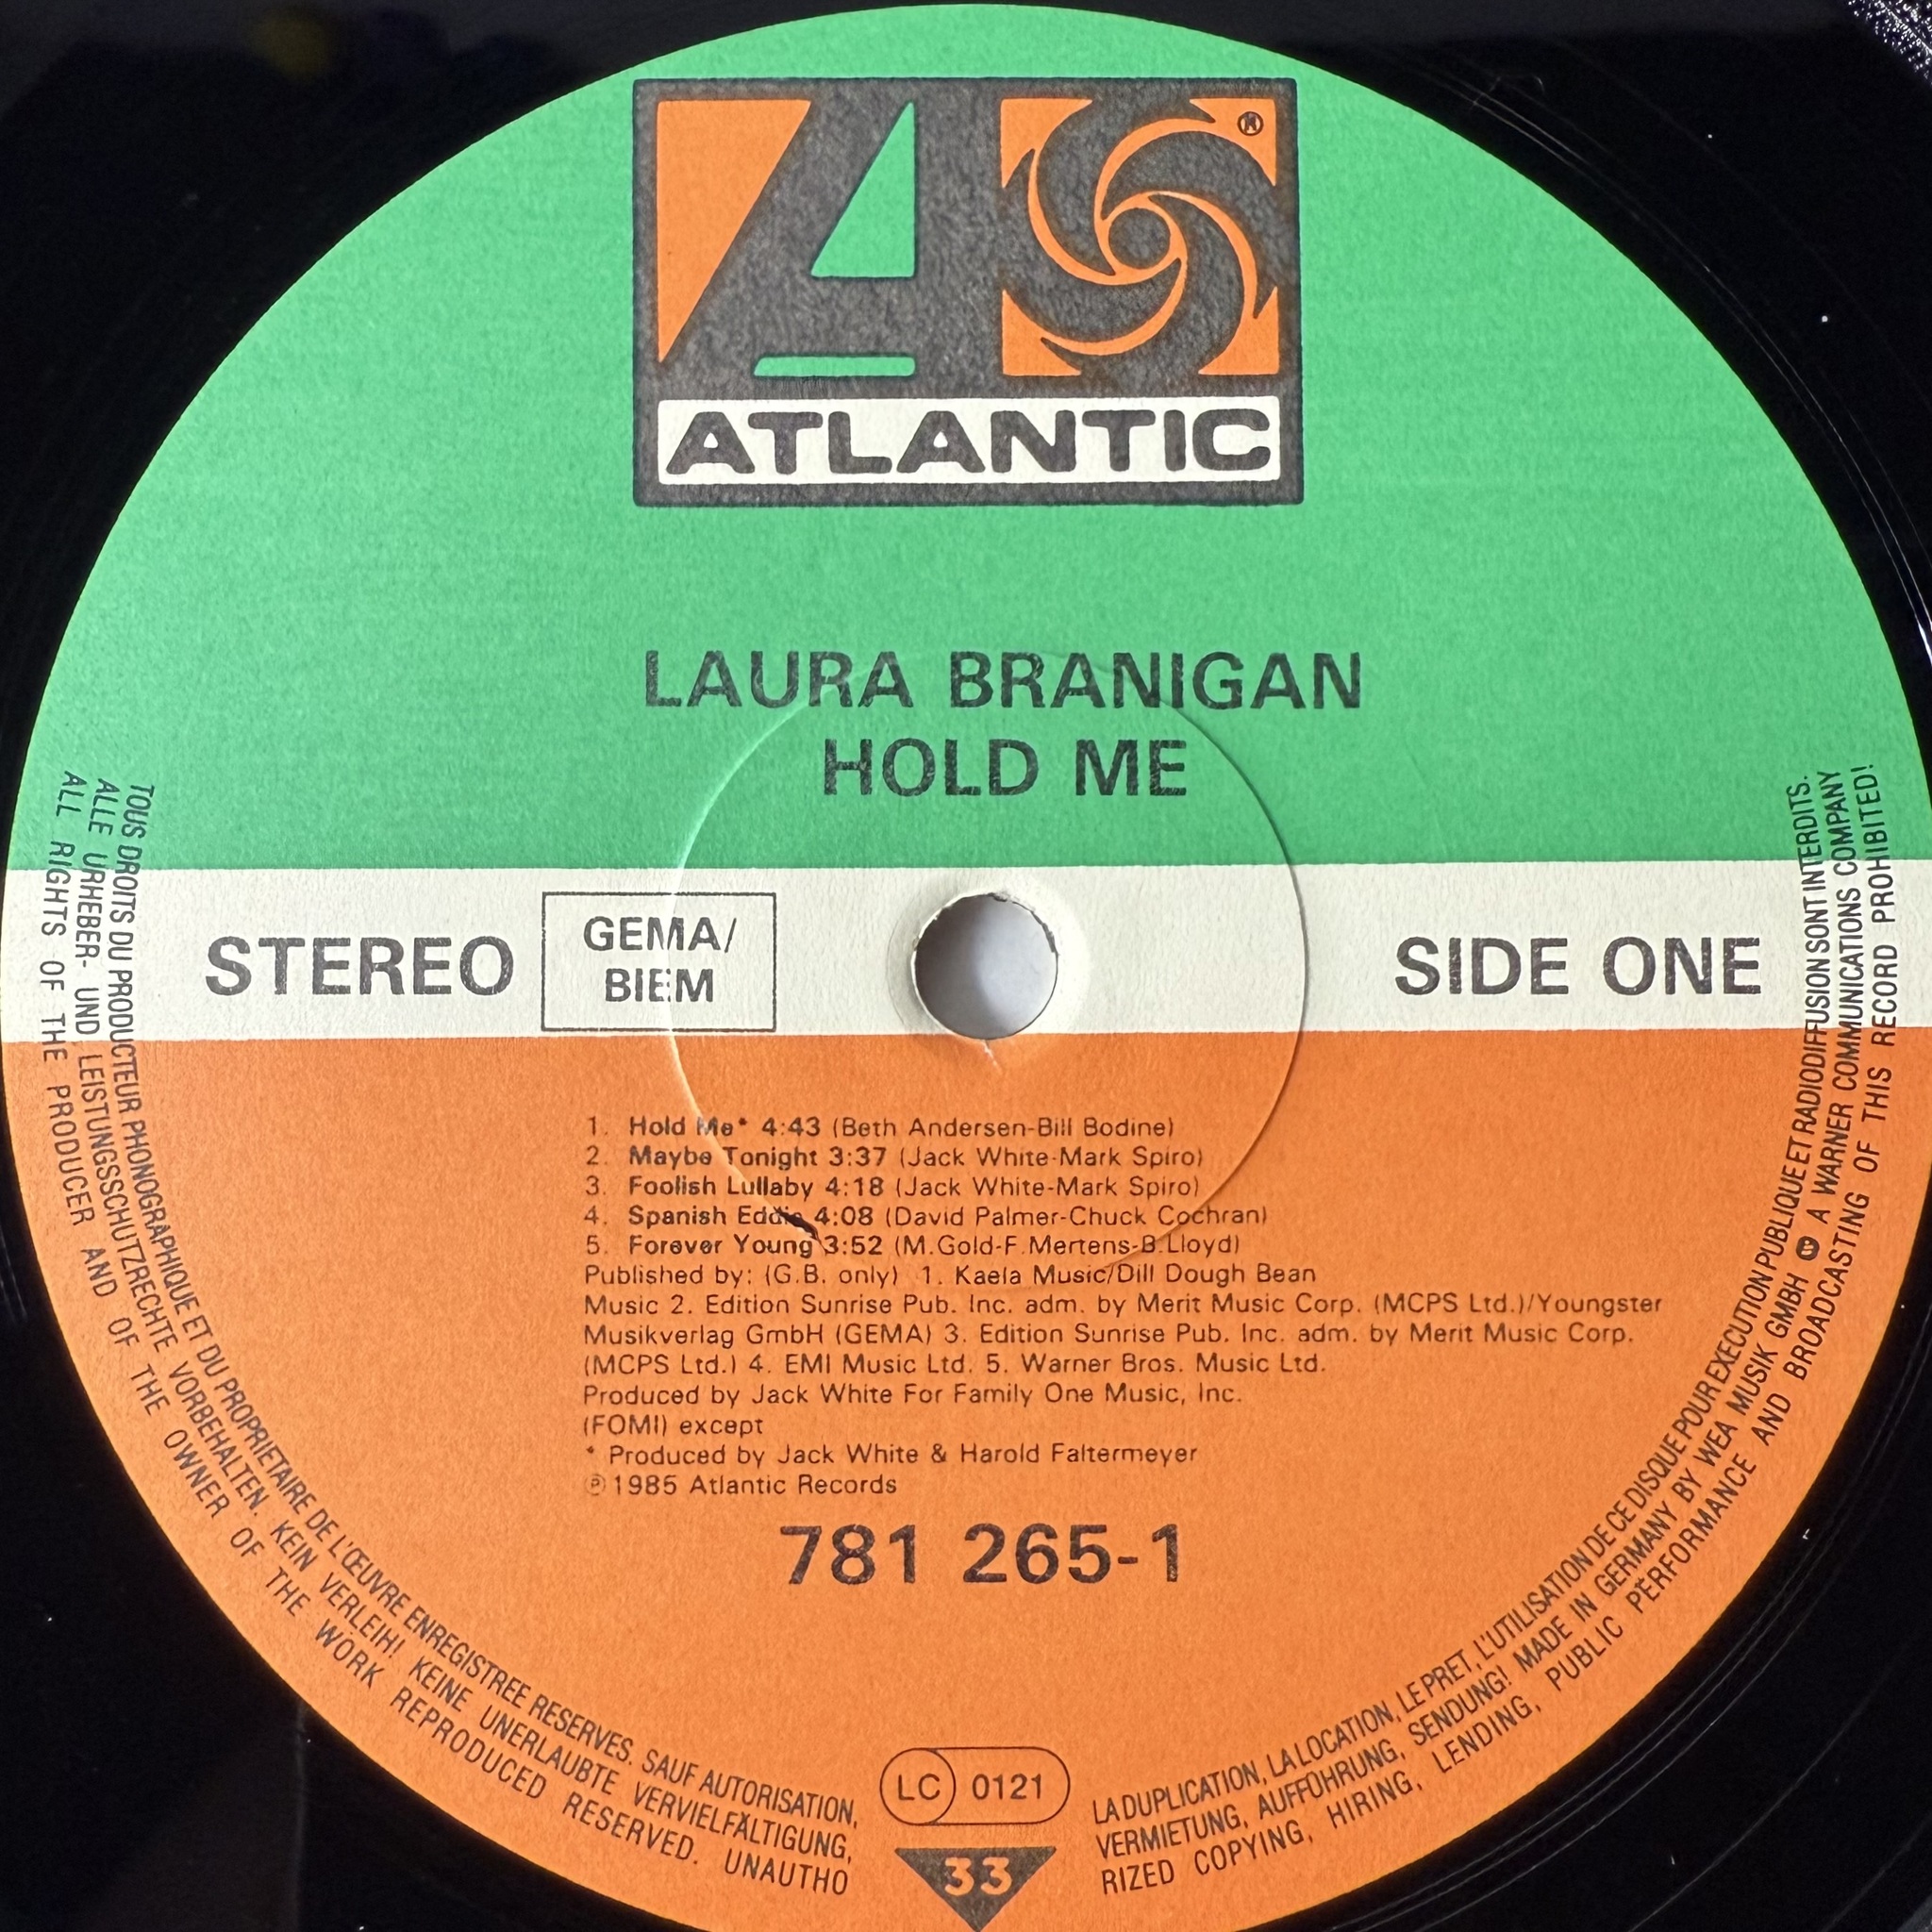 ®
ATLANTIC
LAURA BRANIGAN
HOLD ME
STEREO
GEMA/
BIEM
SIDE ONE
1. Hold Me* 4:43 (Beth Andersen-Bill Bodine)
2. Maybe Tonight 3:37 (Jack White-Mark Spiro)
3. Foolish Lullaby 4:18 (Jack White-Mark Spiro)
4. Spanish Eddie 4:08 (David Palmer-Chuck Cochran)
5. Forever Young 3:52 (M.Gold-F.Mertens-B.Lloyd)
Published by: (G.B. only) 1. Kaela Music/Dill Dough Bean
Music 2. Edition Sunrise Pub. Inc. adm. by Merit Music Corp. (MCPS Ltd.)/Youngster
Musikverlag GmbH (GEMA) 3. Edition Sunrise Pub. Inc. adm. by Merit Music Corp.
(MCPS Ltd.) 4. EMI Music Ltd. 5. Warner Bros. Music Ltd.
Produced by Jack White For Family One Music, Inc.
(FOMI) except
* Produced by Jack White & Harold Faltermeyer
℗1985 Atlantic Records
781 265-1
TOUS DROITS DU PRODUCTEUR PHONOGRAPHIQUE ET DU PROPRIETAIRE DE L'ŒUVRE ENREGISTREE RESERVES. SAUF AUTORISATION, LA DUPLICATION, LA LOCATION, LE PRET, L'UTILISATION DE CE DISQUE POUR EXECUTION PUBLIQUE ET RADIODIFFUSION SONT INTERDITS.
ALLE URHEBER- UND LEISTUNGSSCHUTZRECHTE VORBEHALTEN. KEIN VERLEIH! KEINE UNERLAUBTE VERVIELFÄLTIGUNG, VERMIETUNG, AUFFÜHRUNG, SENDUNG! MADE IN GERMANY BY WEA MUSIK GMBH A WARNER COMMUNICATIONS COMPANY
ALL RIGHTS OF THE PRODUCER AND OF THE OWNER OF THE WORK REPRODUCED RESERVED. UNAUTHO RIZED COPYING, HIRING, LENDING, PUBLIC PERFORMANCE AND BROADCASTING OF THIS RECORD PROHIBITED!
LC 0121
33